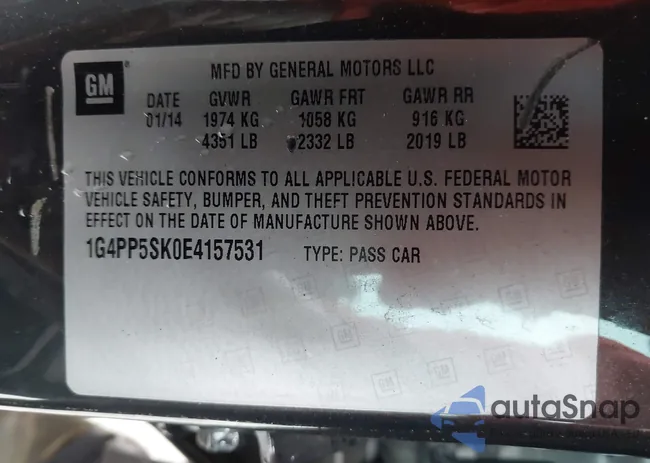 GM
MFD BY GENERAL MOTORS LLC
DATE GVWR GAWR FRT GAWR RR
01/14 1974 KG 1058 KG 916 KG
4351 LB 2332 LB 2019 LB
THIS VEHICLE CONFORMS TO ALL APPLICABLE U.S. FEDERAL MOTOR
VEHICLE SAFETY, BUMPER, AND THEFT PREVENTION STANDARDS IN
EFFECT ON THE DATE OF MANUFACTURE SHOWN ABOVE.
1G4PP5SK0E4157531 TYPE: PASS CAR
autoSnap